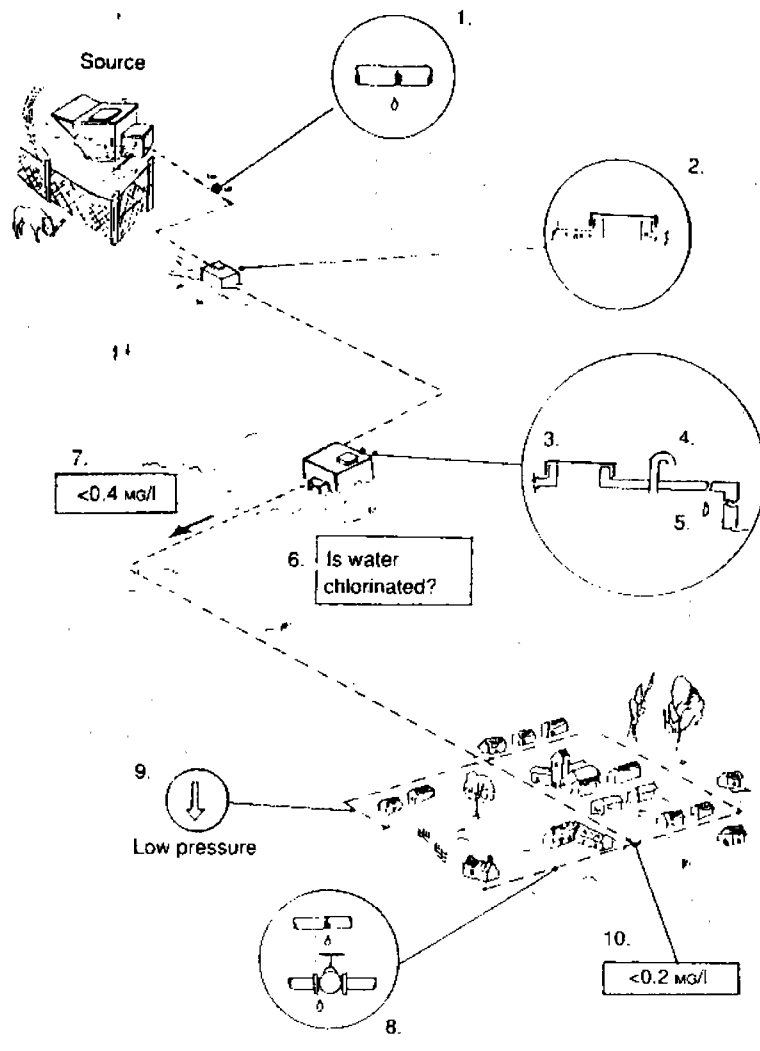 1.
Source
2.
3.
4.
7.
<0.4 MG/l
5.
6. Is water
chlorinated?
9.
Low pressure
10.
<0.2 MG/l
8.